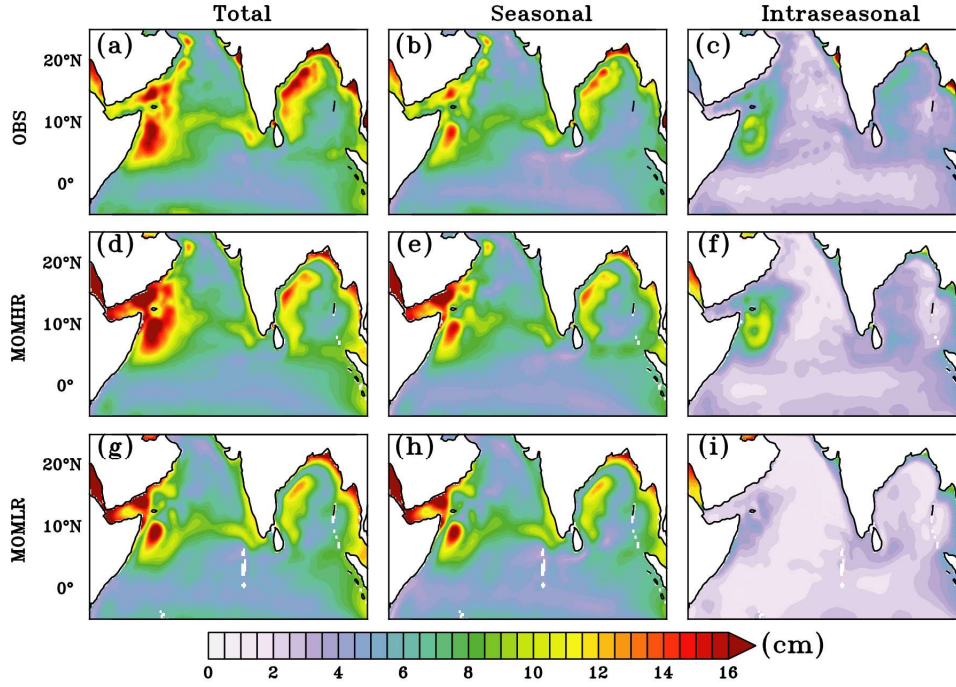 Total Seasonal Intraseasonal
(a) (b) (c)
20°N
10°N
0°
OBS
(d) (e) (f)
20°N
10°N
0°
MOMHR
(g) (h) (i)
20°N
10°N
0°
MOMLR
0 2 4 6 8 10 12 14 16 (cm)